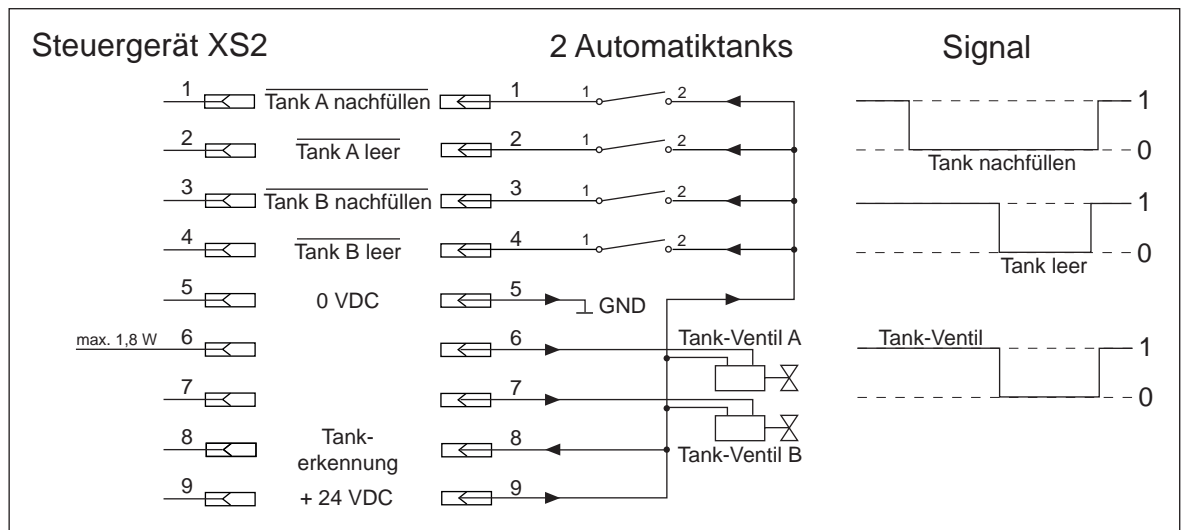 Steuergerät XS2 2 Automatiktanks Signal
1 Tank A nachfüllen 1 1 2 1
2 Tank A leer 2 1 2 0
Tank nachfüllen
3 Tank B nachfüllen 3 1 2 1
4 Tank B leer 4 1 2 0
Tank leer
5 0 VDC 5 GND
max. 1,8 W 6 6 Tank-Ventil A Tank-Ventil 1
7 7 0
8 Tank- 8 Tank-Ventil B
erkennung
9 + 24 VDC 9